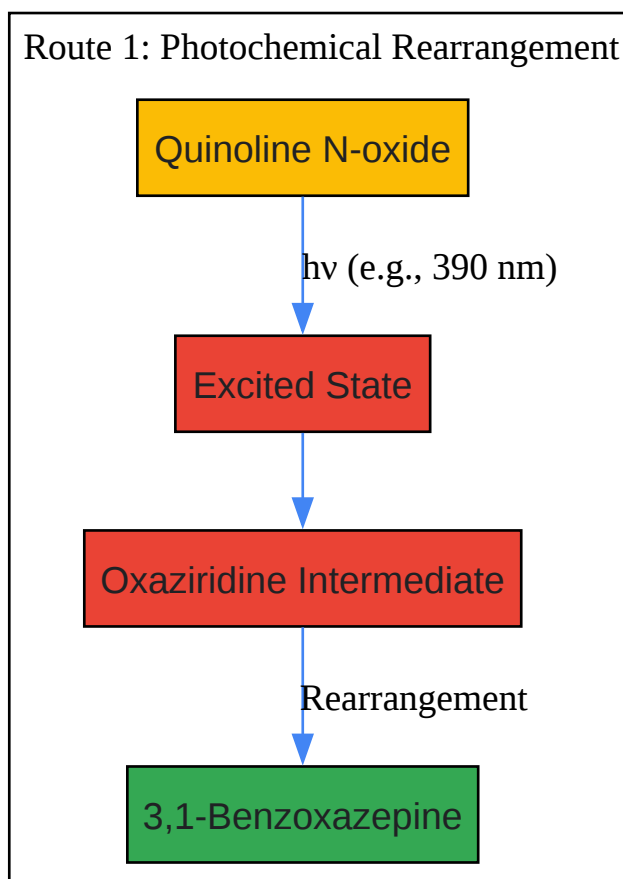 Route 1: Photochemical Rearrangement
Quinoline N-oxide
hν (e.g., 390 nm)
Excited State
Oxaziridine Intermediate
Rearrangement
3,1-Benzoxazepine